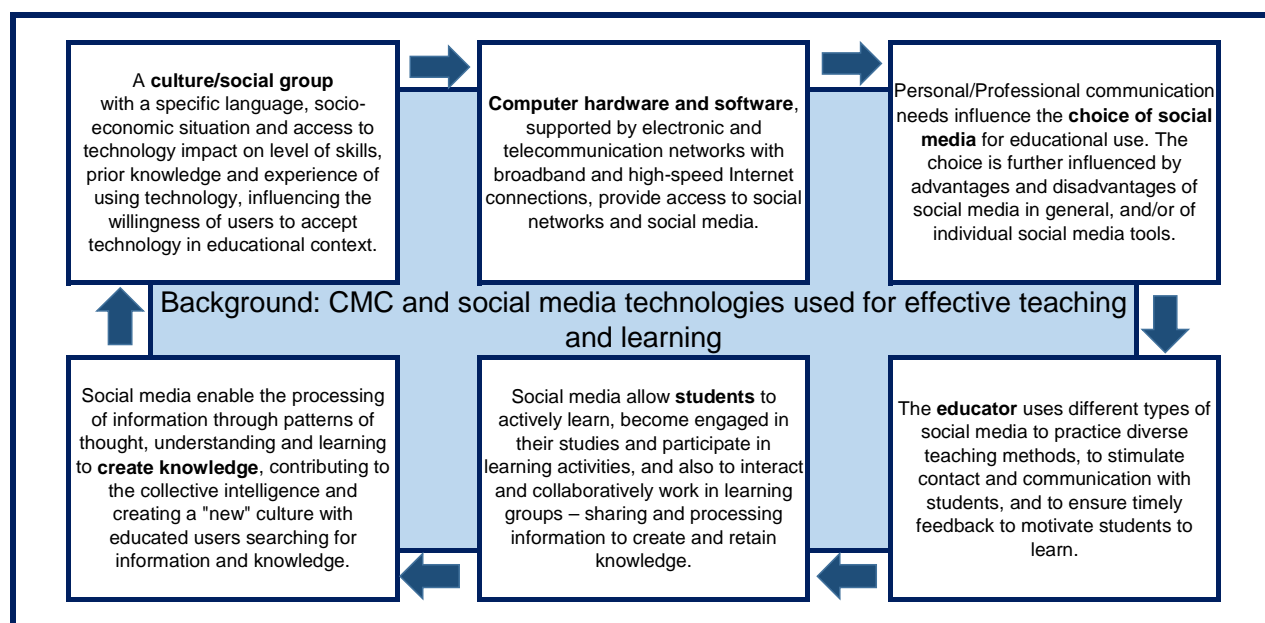 A culture/social group
with a specific language, socio-
economic situation and access to
technology impact on level of skills,
prior knowledge and experience of
using technology, influencing the
willingness of users to accept
technology in educational context.
Computer hardware and software,
supported by electronic and
telecommunication networks with
broadband and high-speed Internet
connections, provide access to social
networks and social media.
Personal/Professional communication
needs influence the choice of social
media for educational use. The
choice is further influenced by
advantages and disadvantages of
social media in general, and/or of
individual social media tools.
Background: CMC and social media technologies used for effective teaching
and learning
Social media enable the processing
of information through patterns of
thought, understanding and learning
to create knowledge, contributing to
the collective intelligence and
creating a "new" culture with
educated users searching for
information and knowledge.
Social media allow students to
actively learn, become engaged in
their studies and participate in
learning activities, and also to interact
and collaboratively work in learning
groups – sharing and processing
information to create and retain
knowledge.
The educator uses different types of
social media to practice diverse
teaching methods, to stimulate
contact and communication with
students, and to ensure timely
feedback to motivate students to
learn.